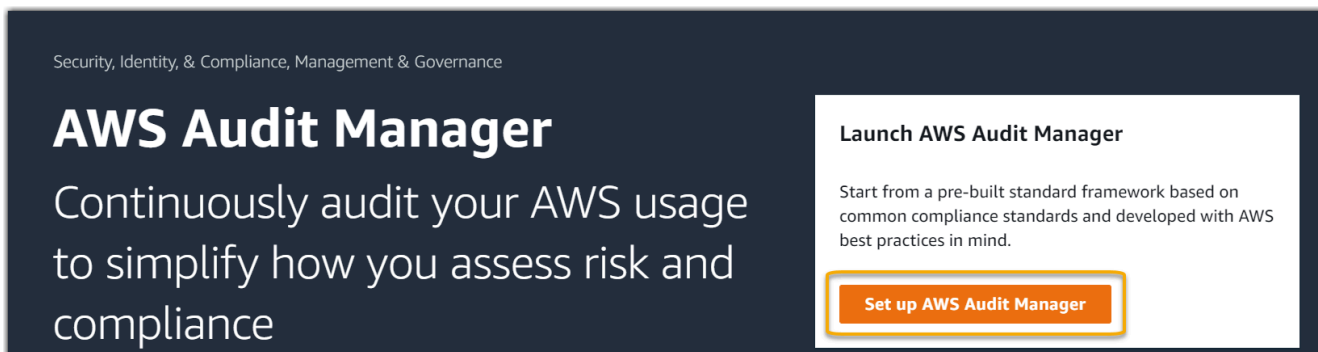 Security, Identity, & Compliance, Management & Governance
AWS Audit Manager
Continuously audit your AWS usage
to simplify how you assess risk and
compliance
Launch AWS Audit Manager
Start from a pre-built standard framework based on
common compliance standards and developed with AWS
best practices in mind.
Set up AWS Audit Manager